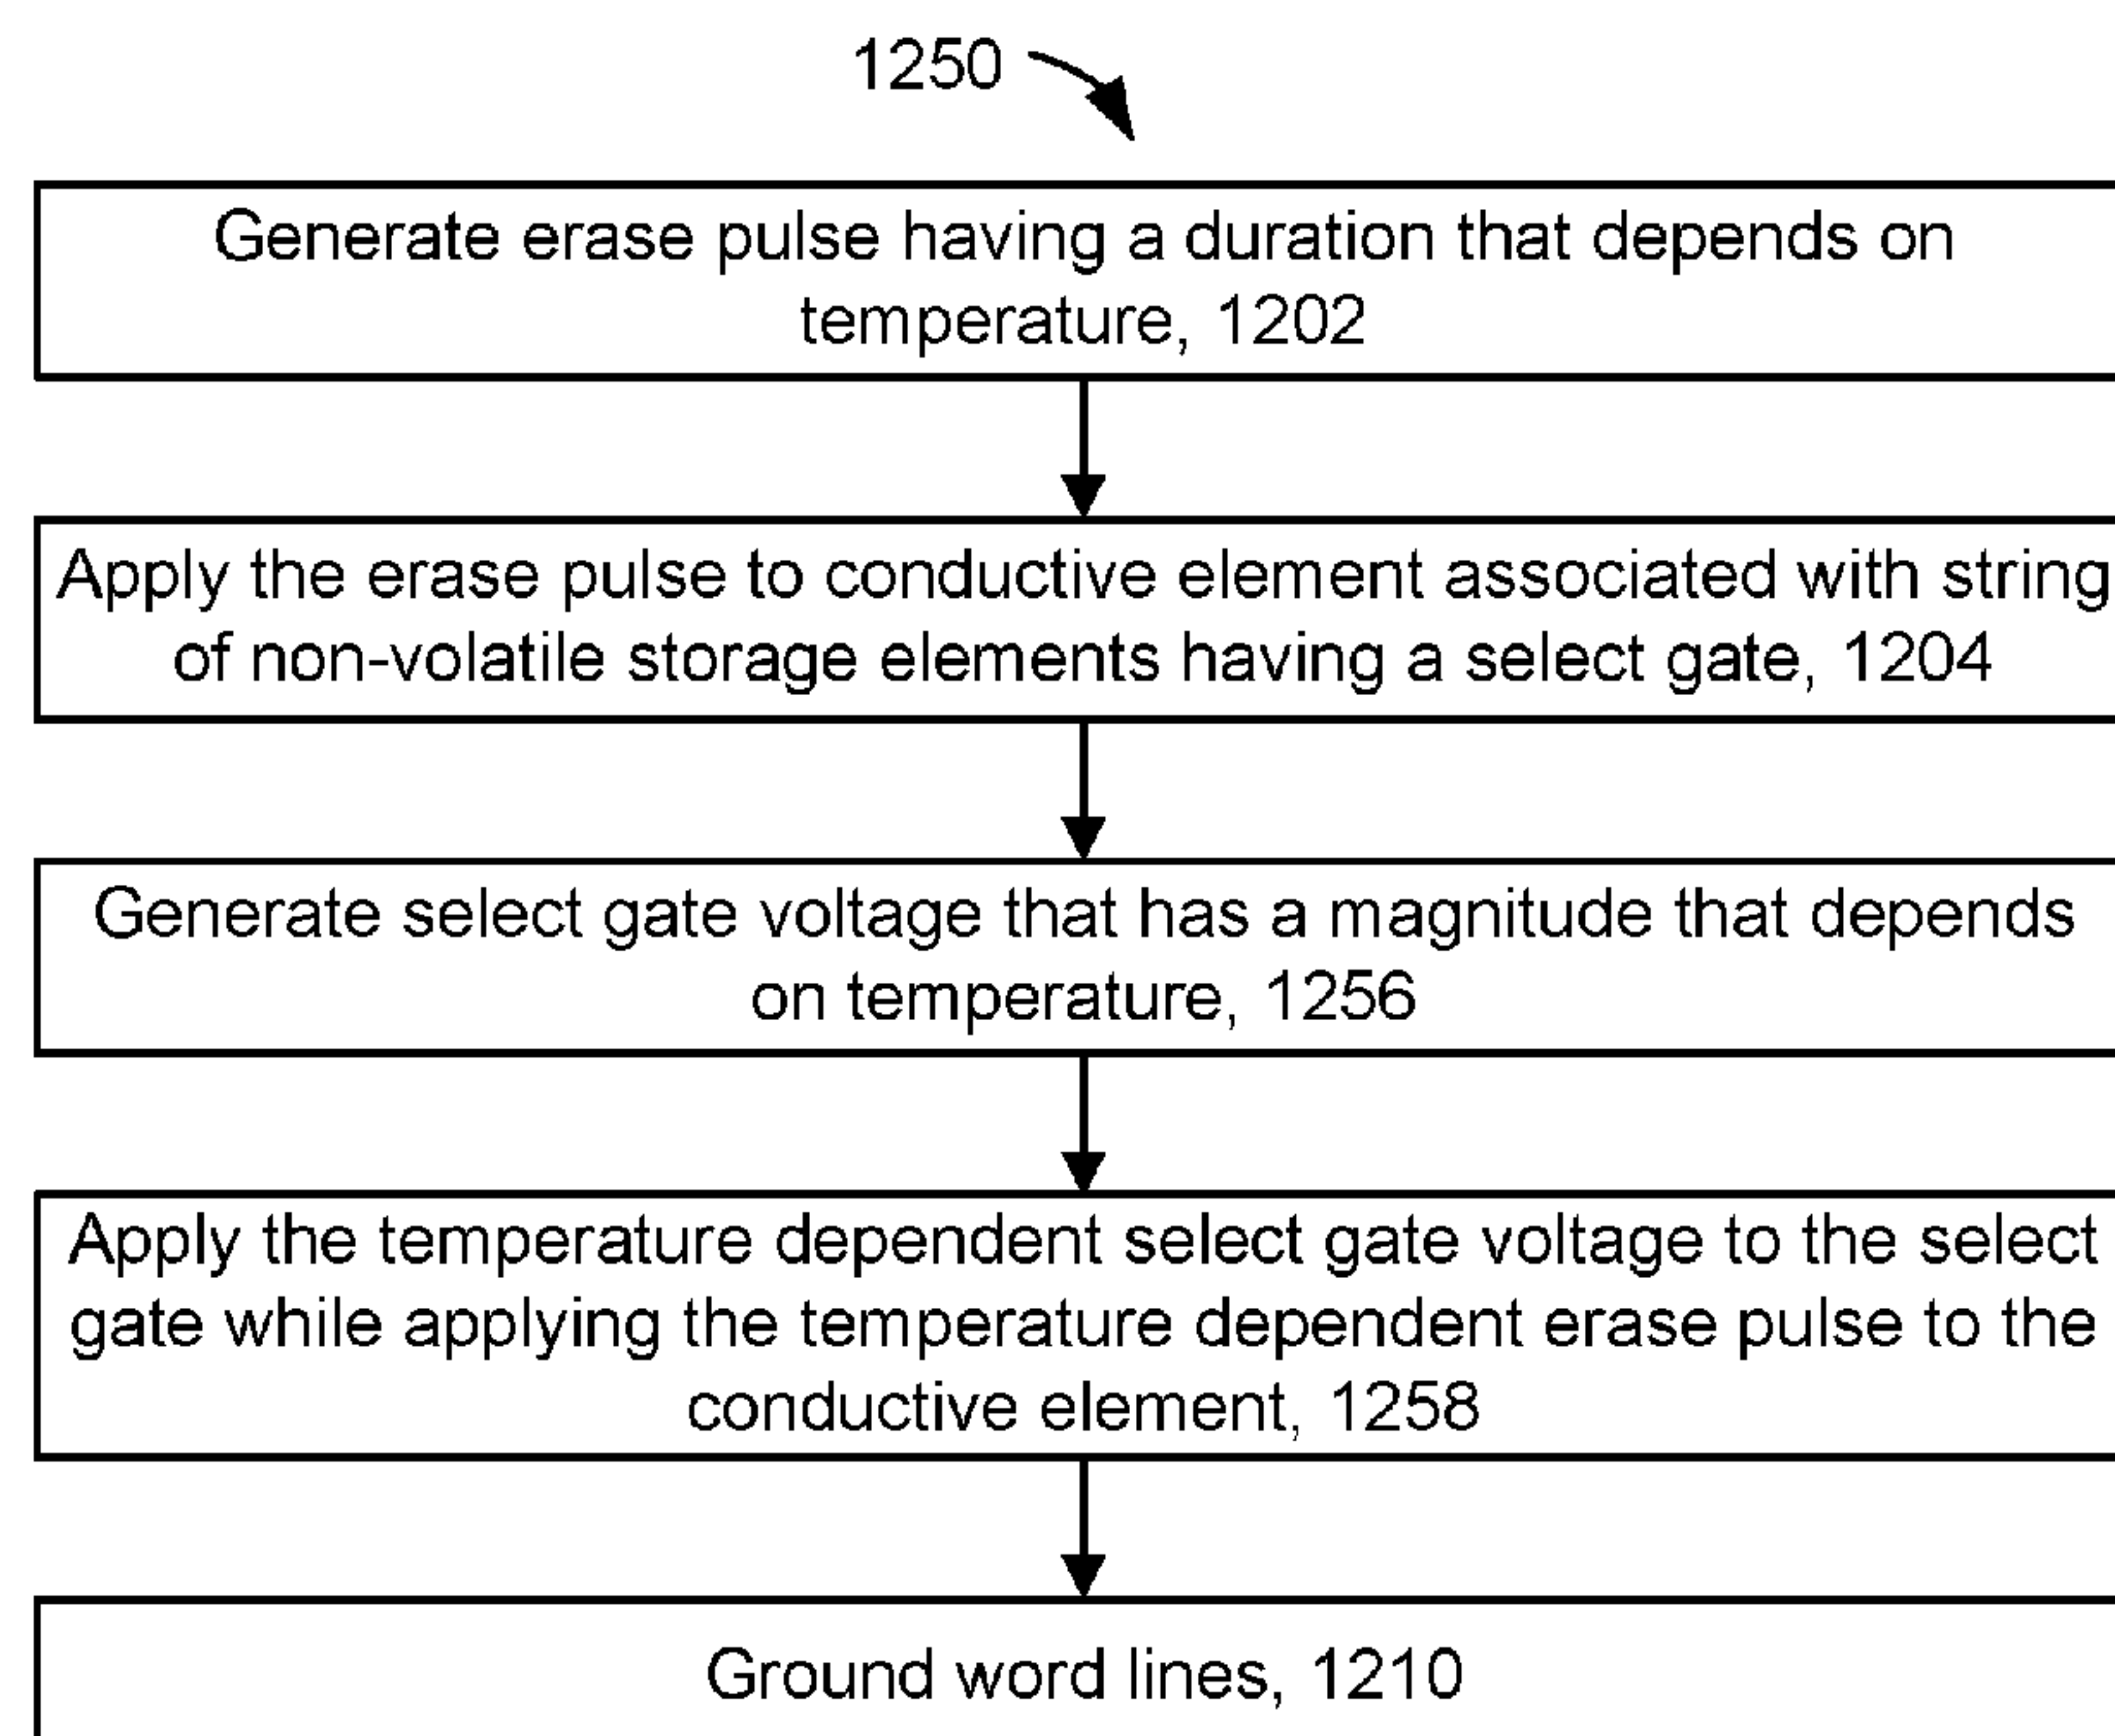 1250
Generate erase pulse having a duration that depends on
temperature, 1202
Apply the erase pulse to conductive element associated with string
of non-volatile storage elements having a select gate, 1204
Generate select gate voltage that has a magnitude that depends
on temperature, 1256
Apply the temperature dependent select gate voltage to the select
gate while applying the temperature dependent erase pulse to the
conductive element, 1258
Ground word lines, 1210